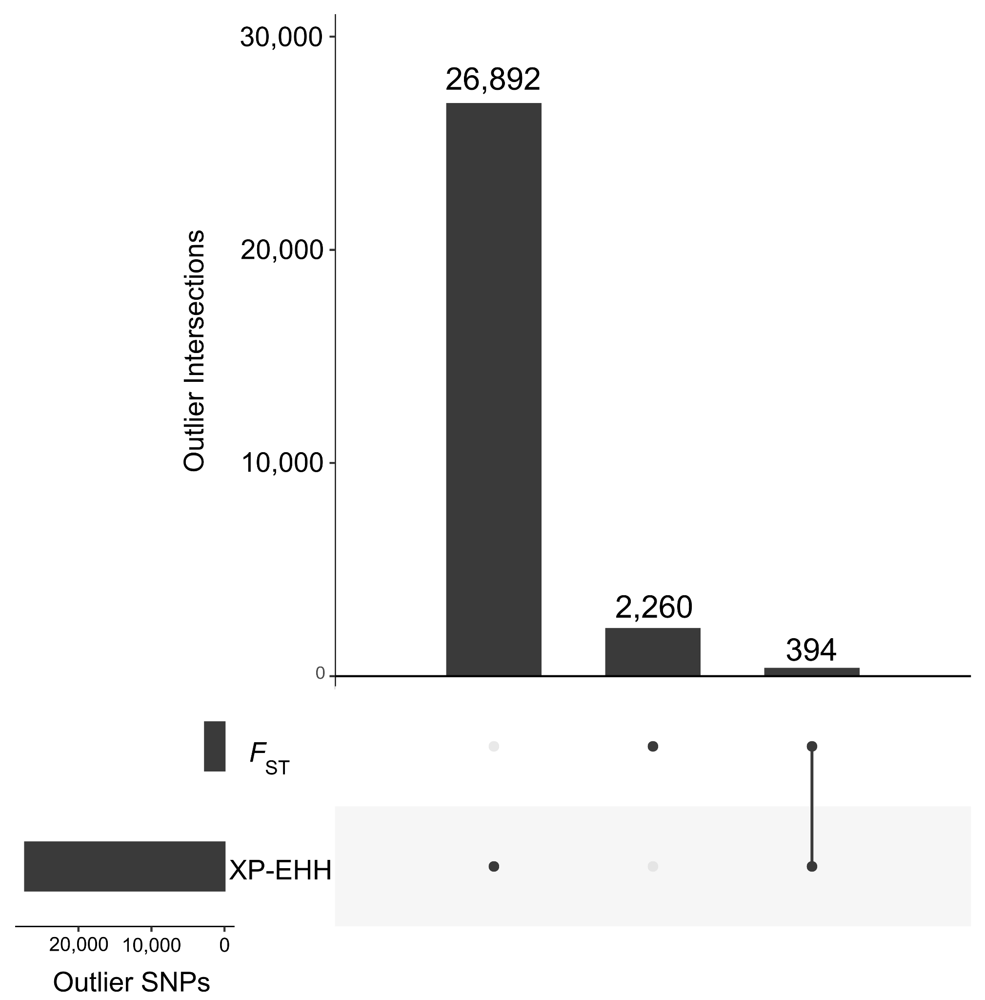 30,000
26,892
20,000
Outlier Intersections
10,000
2,260
394
0
FST
XP-EHH
20,000 10,000 0
Outlier SNPs